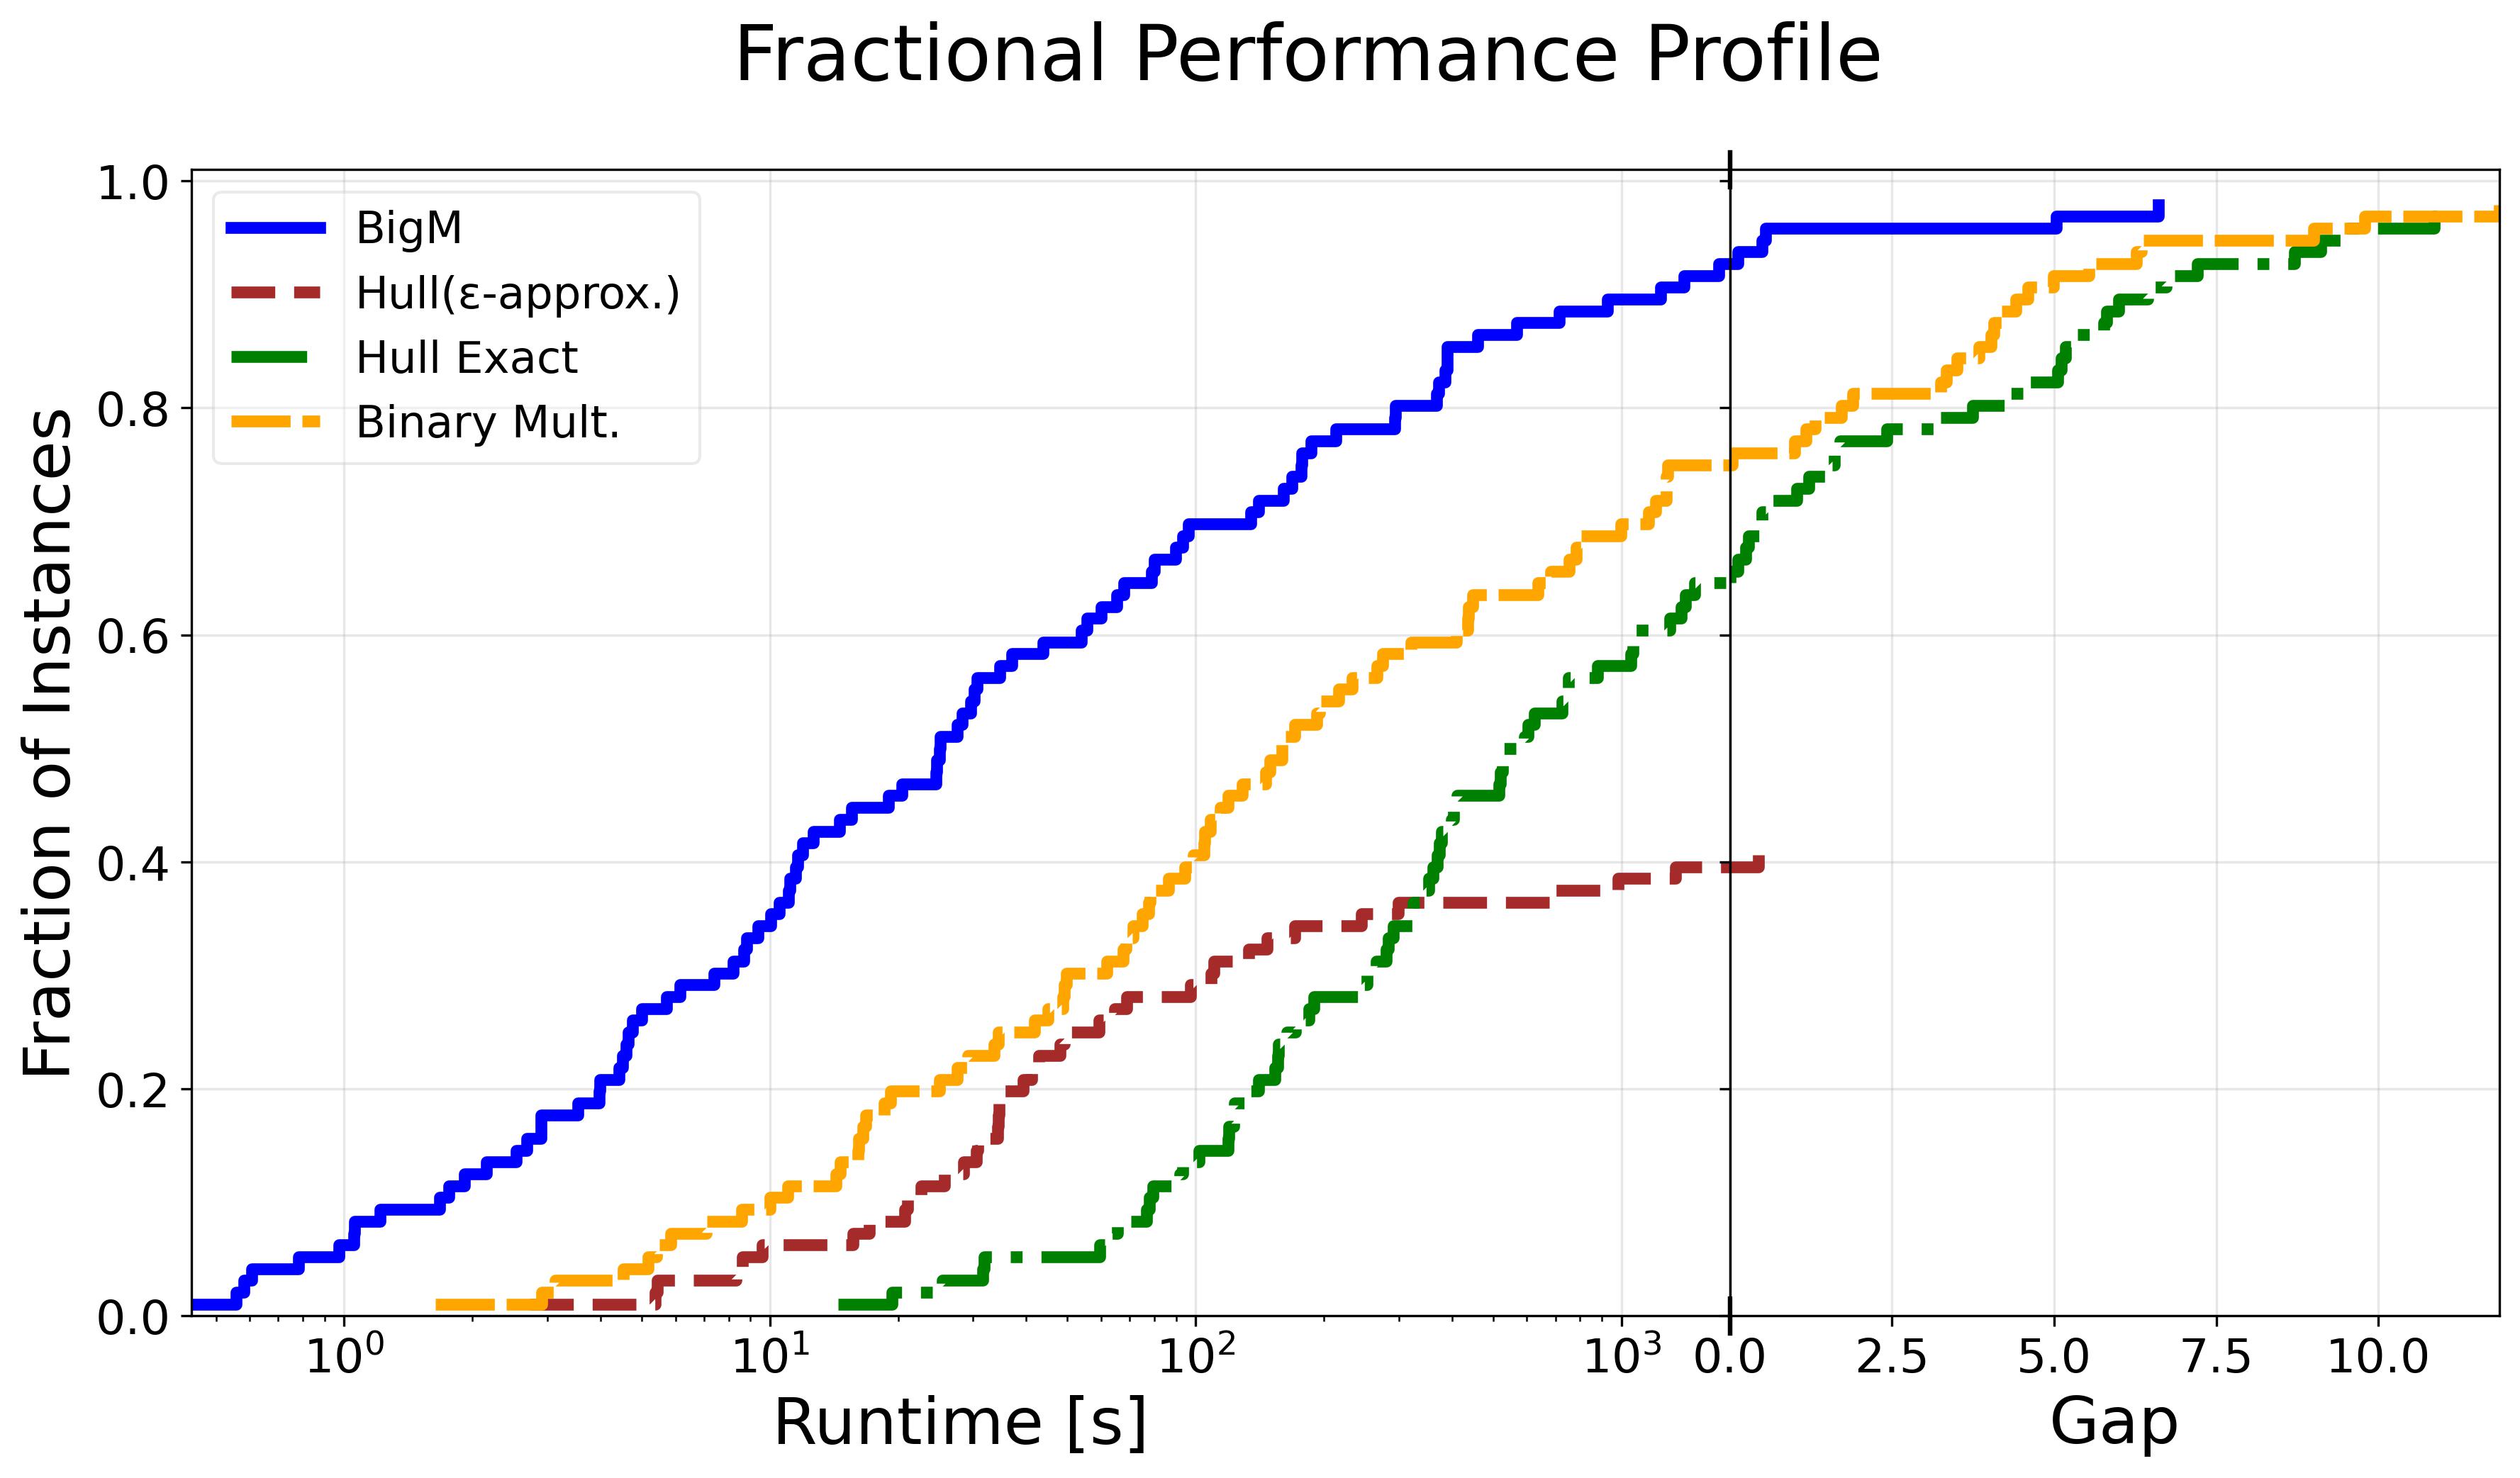 Fractional Performance Profile
BigM
Hull(ε-approx.)
Hull Exact
Binary Mult.
Fraction of Instances
1.0
0.8
0.6
0.4
0.2
0.0
10⁰ 10¹ 10² 10³ 0.0 2.5 5.0 7.5 10.0
Runtime [s] Gap